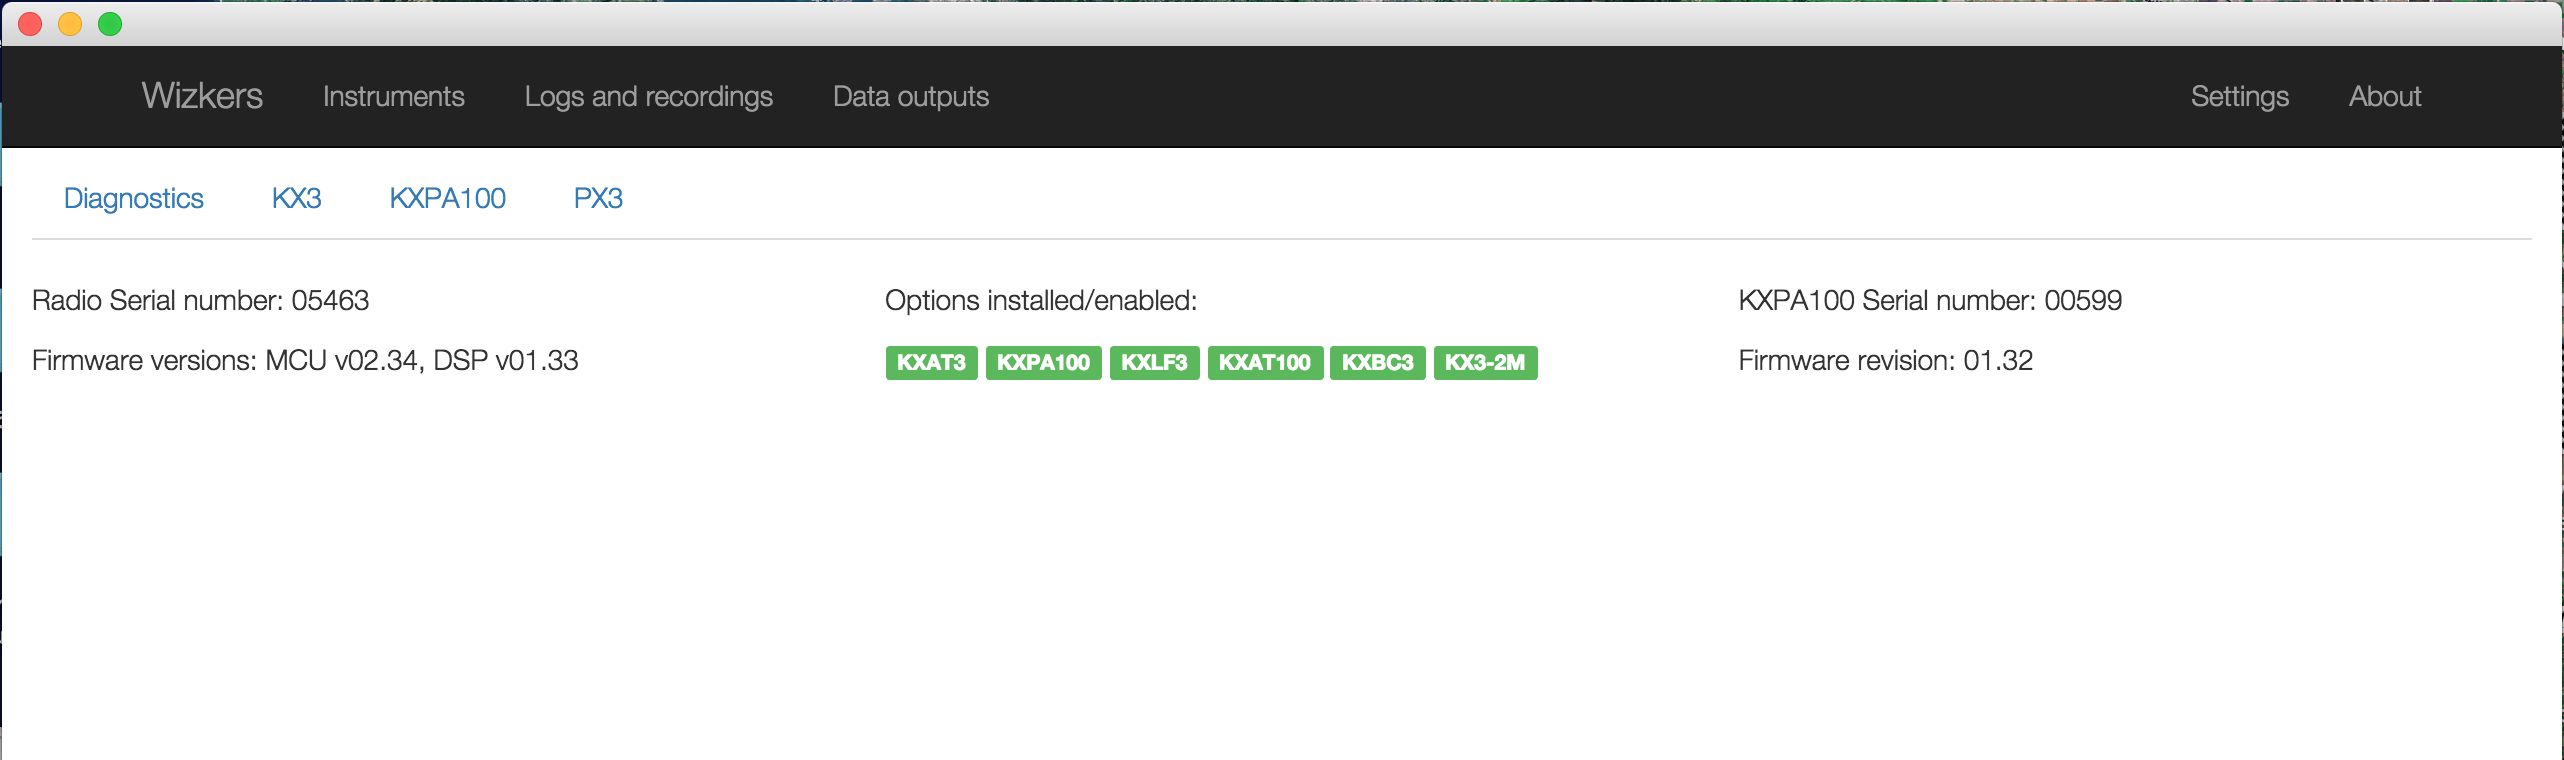 Wizkers Instruments Logs and recordings Data outputs Settings About
Diagnostics KX3 KXPA100 PX3
Radio Serial number: 05463
Firmware versions: MCU v02.34, DSP v01.33
Options installed/enabled:
KXAT3 KXPA100 KXLF3 KXAT100 KXBC3 KX3-2M
KXPA100 Serial number: 00599
Firmware revision: 01.32